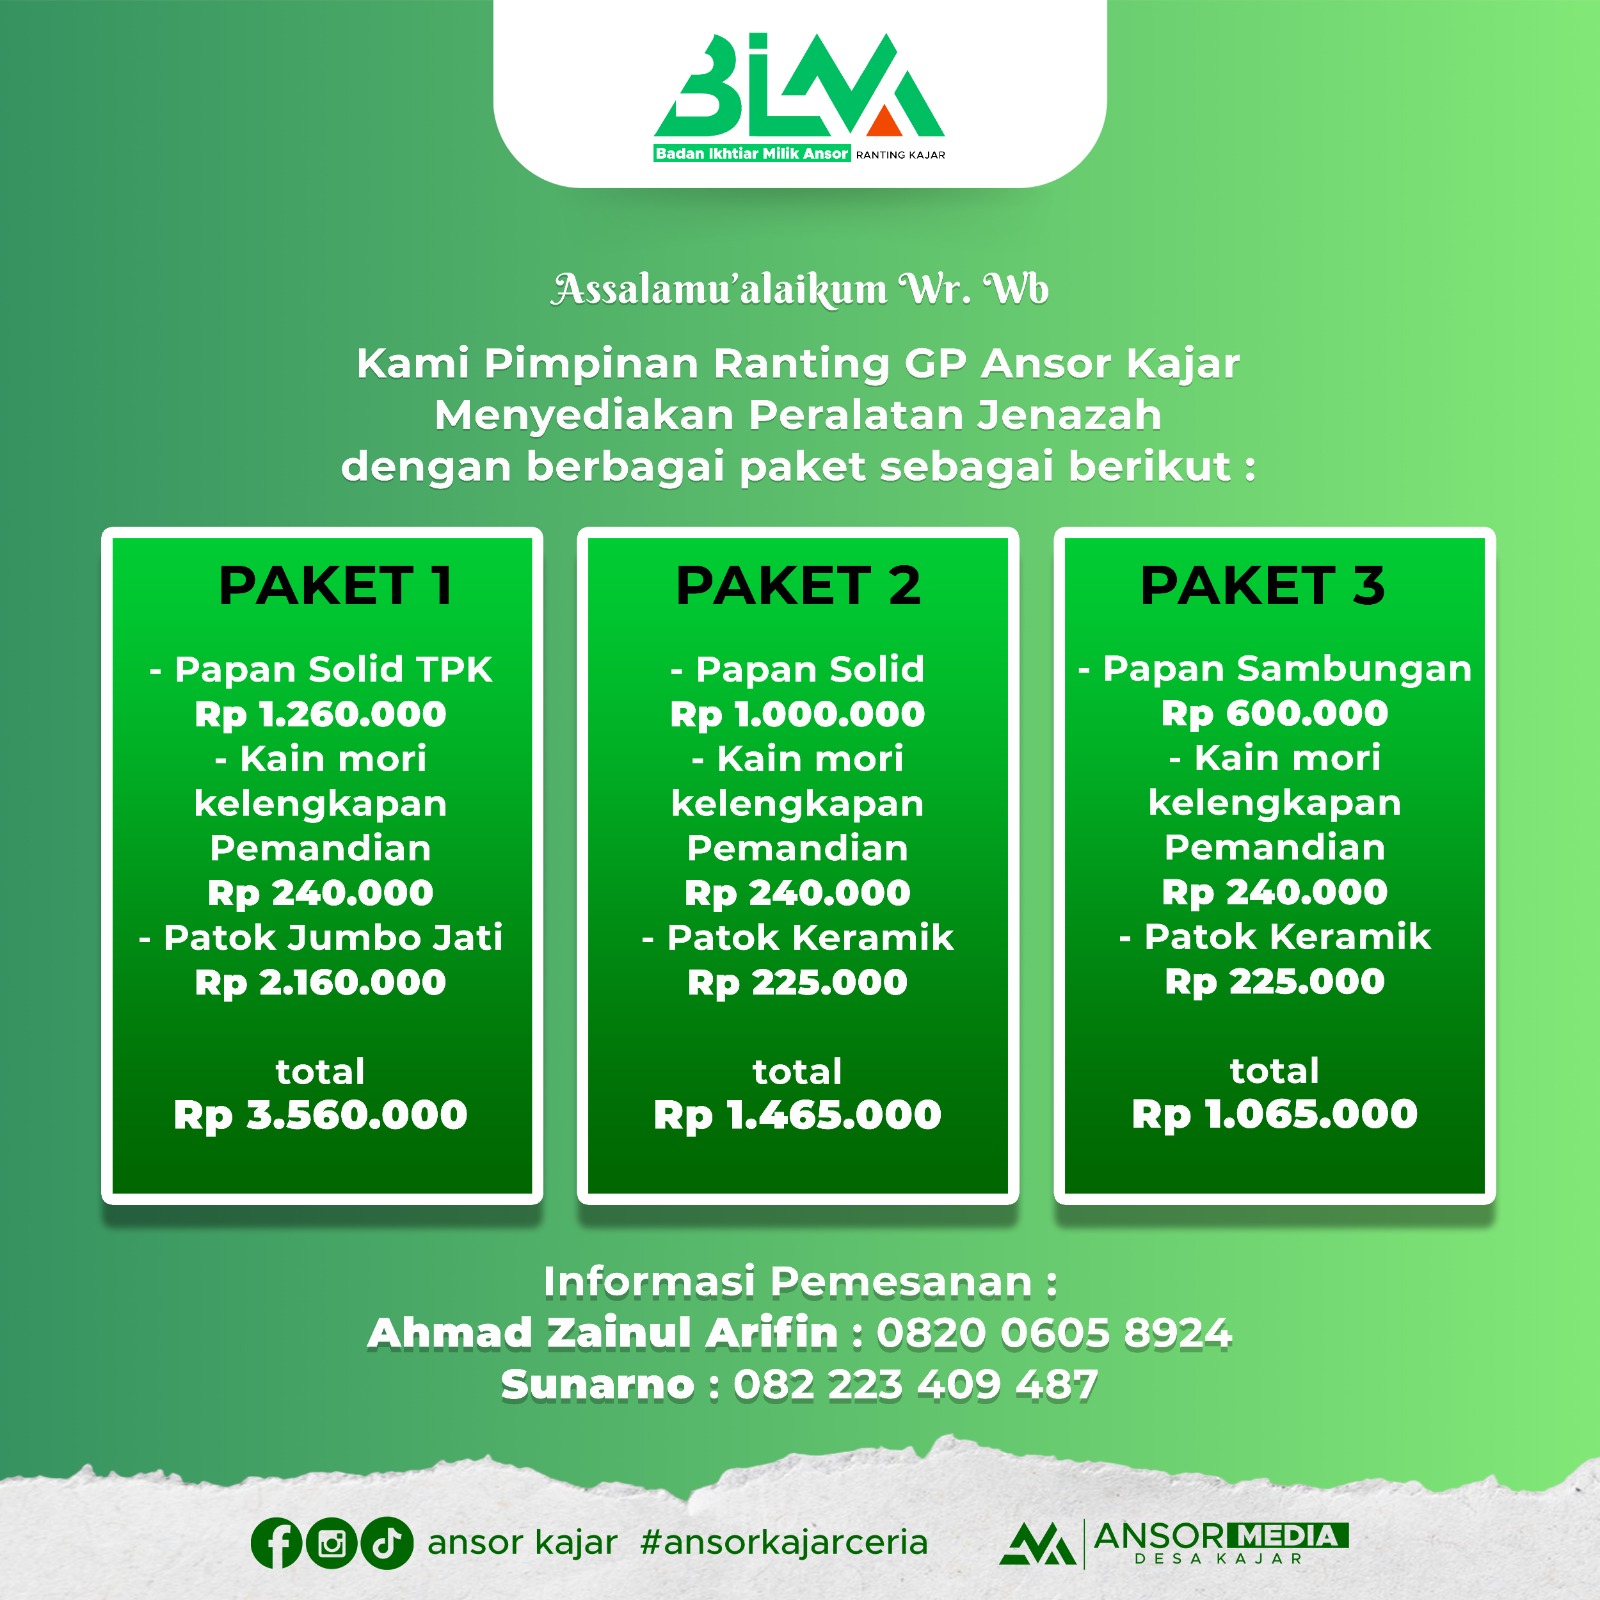 BIMA
Badan Ikhtiar Milik Ansor RANTING KAJAR
Assalamu'alaikum Wr. Wb
Kami Pimpinan Ranting GP Ansor Kajar
Menyediakan Peralatan Jenazah
dengan berbagai paket sebagai berikut :
PAKET 1
- Papan Solid TPK
Rp 1.260.000
- Kain mori
kelengkapan
Pemandian
Rp 240.000
- Patok Jumbo Jati
Rp 2.160.000
total
Rp 3.560.000
PAKET 2
- Papan Solid
Rp 1.000.000
- Kain mori
kelengkapan
Pemandian
Rp 240.000
- Patok Keramik
Rp 225.000
total
Rp 1.465.000
PAKET 3
- Papan Sambungan
Rp 600.000
- Kain mori
kelengkapan
Pemandian
Rp 240.000
- Patok Keramik
Rp 225.000
total
Rp 1.065.000
Informasi Pemesanan :
Ahmad Zainul Arifin : 0820 0605 8924
Sunarno : 082 223 409 487
ansor kajar #ansorkajarceria
ANSOR MEDIA
DESA KAJAR